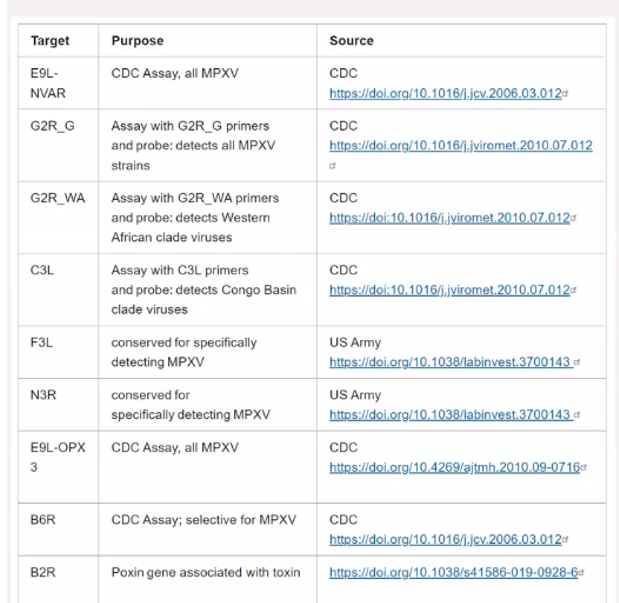 Target Purpose Source
E9L- CDC Assay, all MPXV CDC
NVAR https://doi.org/10.1016/j.jcv.2006.03.012
G2R_G Assay with G2R_G primers CDC
and probe: detects all MPXV https://doi.org/10.1016/j.jviromet.2010.07.012
strains
G2R_WA Assay with G2R_WA primers CDC
and probe: detects Western https://doi:10.1016/j.jviromet.2010.07.012
African clade viruses
C3L Assay with C3L primers CDC
and probe: detects Congo Basin https://doi:10.1016/j.jviromet.2010.07.012
clade viruses
F3L conserved for specifically US Army
detecting MPXV https://doi.org/10.1038/labinvest.3700143
N3R conserved for US Army
specifically detecting MPXV https://doi.org/10.1038/labinvest.3700143
E9L-OPX CDC Assay, all MPXV CDC
3 https://doi.org/10.4269/ajtmh.2010.09-0716
B6R CDC Assay; selective for MPXV CDC
https://doi.org/10.1016/j.jcv.2006.03.012
B2R Poxin gene associated with toxin https://doi.org/10.1038/s41586-019-0928-6